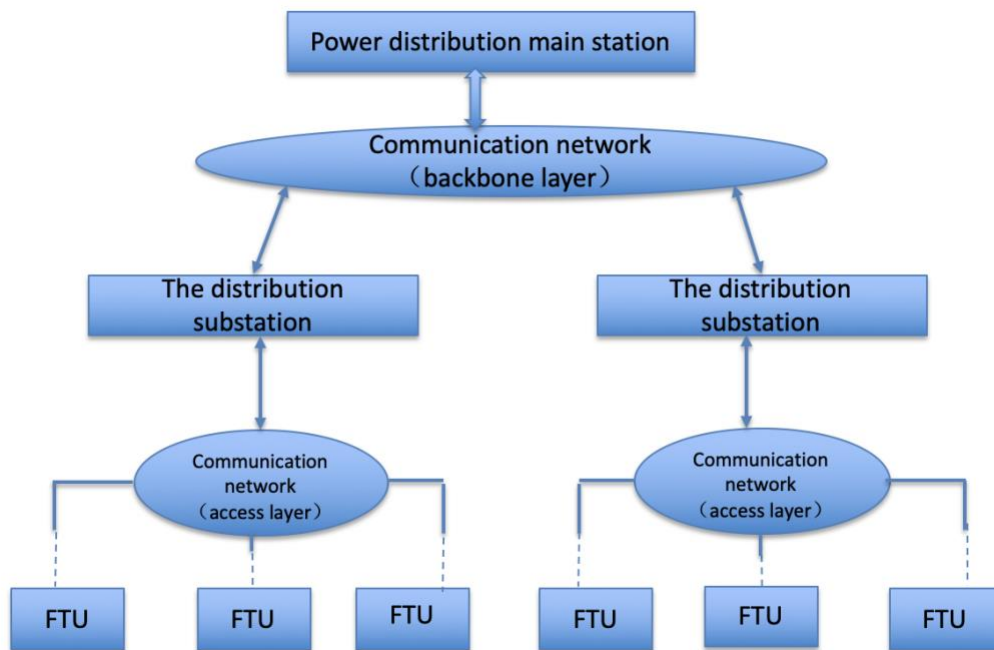 Power distribution main station
Communication network
（backbone layer）
The distribution
substation
The distribution
substation
Communication
network
（access layer）
Communication
network
（access layer）
FTU
FTU
FTU
FTU
FTU
FTU